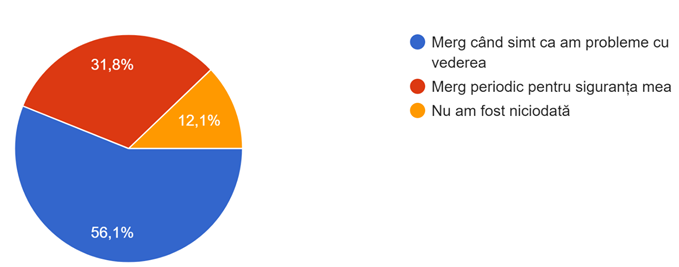 31,8%
12,1%
56,1%
Merg când simt ca am probleme cu
vederea
Merg periodic pentru siguranța mea
Nu am fost niciodată